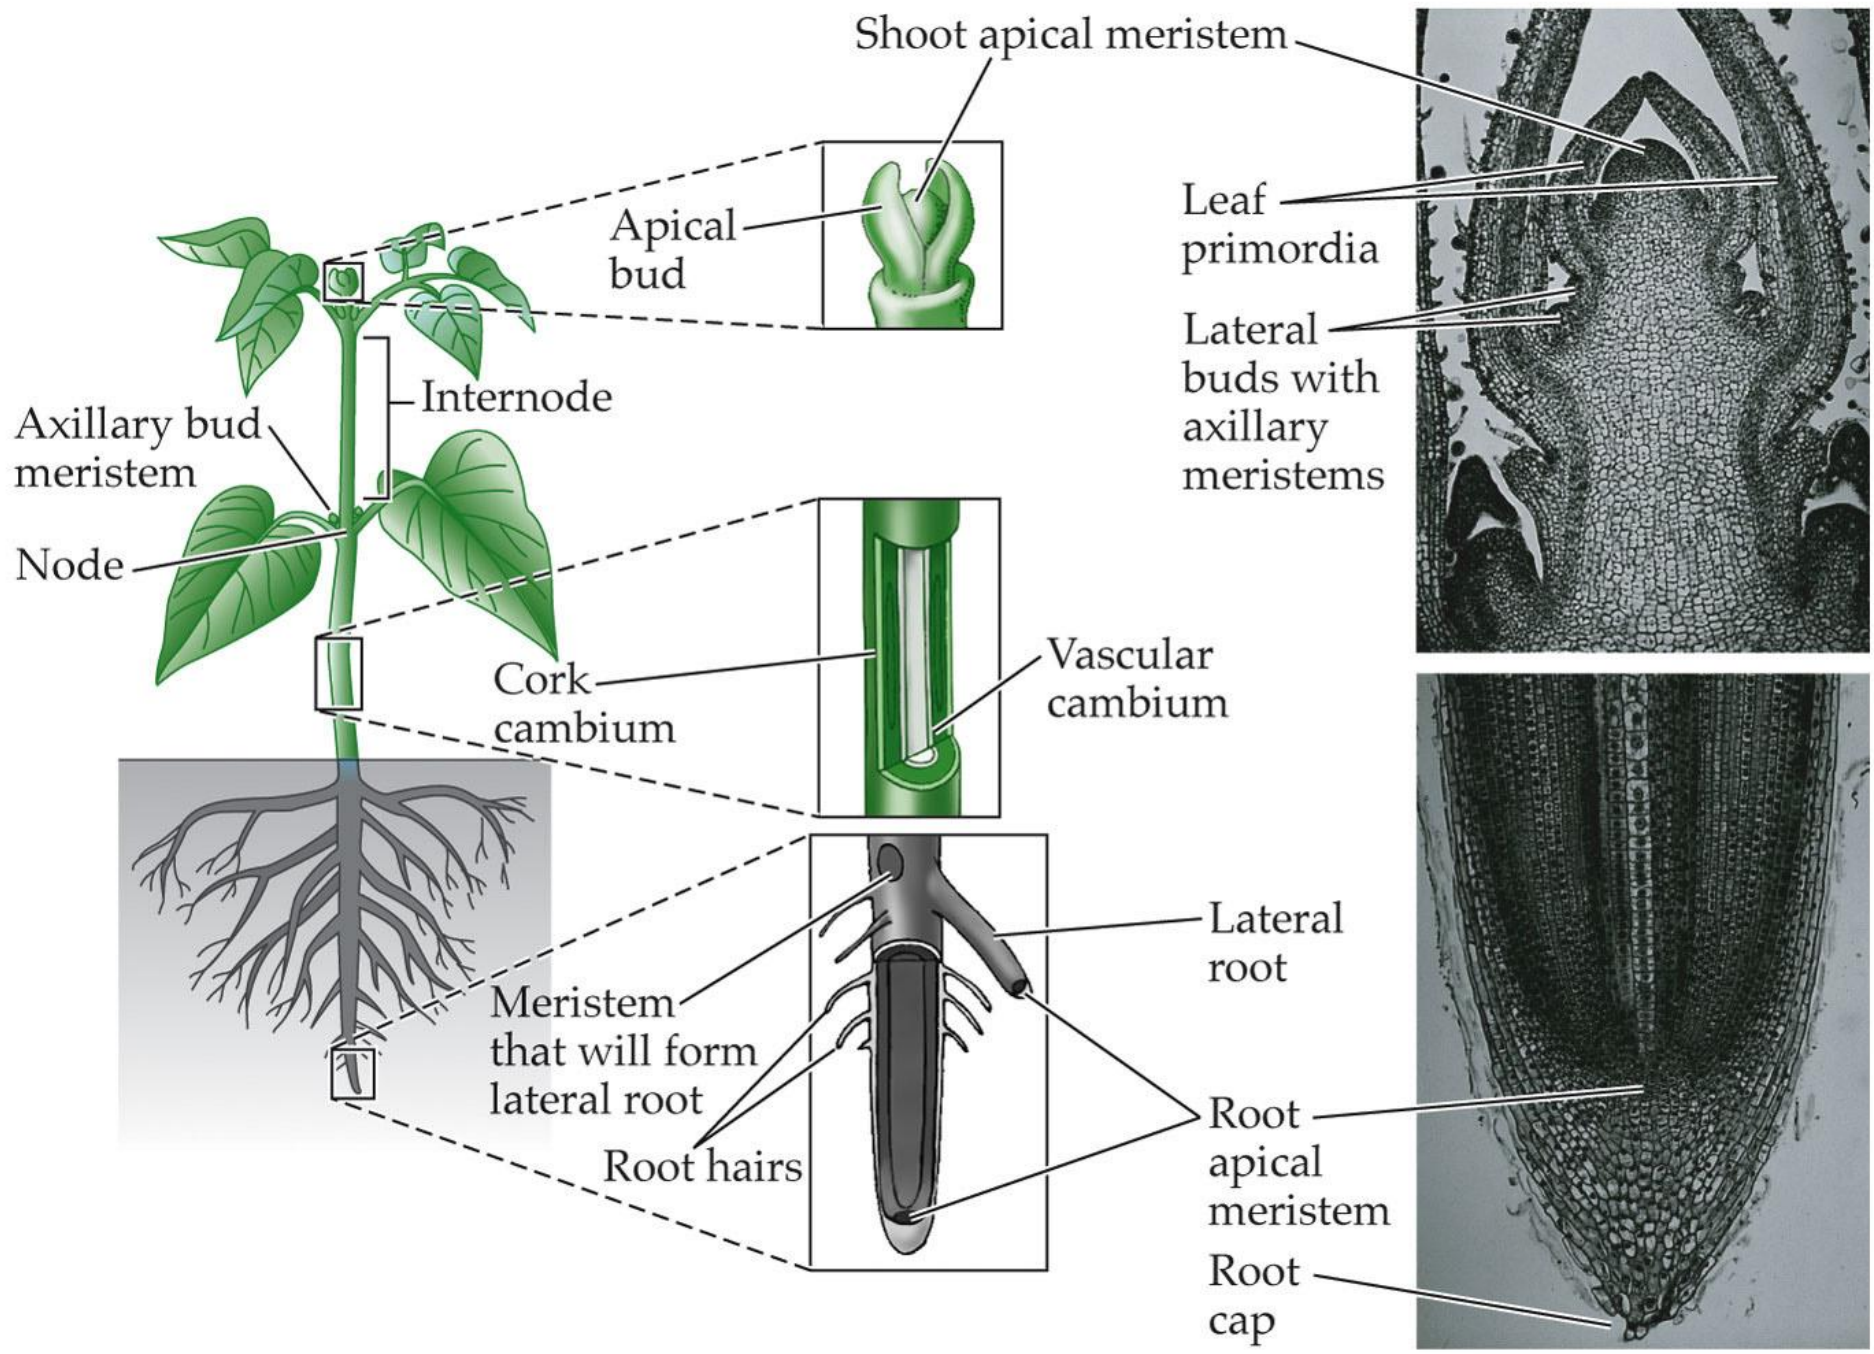 Shoot apical meristem
Apical
bud
Leaf
primordia
Lateral
buds with
axillary
meristems
Internode
Axillary bud
meristem
Node
Cork
cambium
Vascular
cambium
Lateral
root
Meristem
that will form
lateral root
Root hairs
Root
apical
meristem
Root
cap